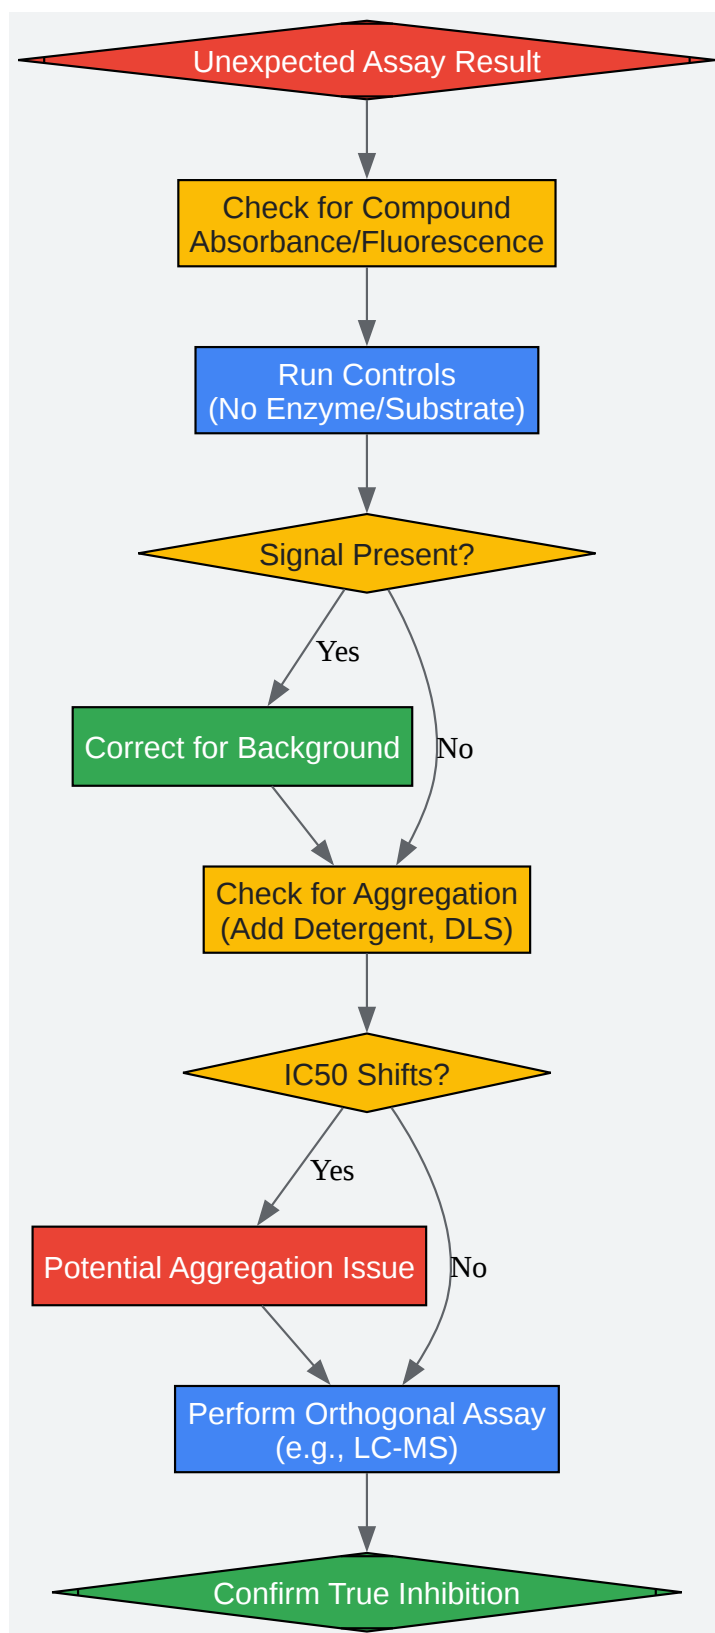 Unexpected Assay Result
Check for Compound
Absorbance/Fluorescence
Run Controls
(No Enzyme/Substrate)
Signal Present?
Yes
Correct for Background
No
Check for Aggregation
(Add Detergent, DLS)
IC50 Shifts?
Yes
Potential Aggregation Issue
No
Perform Orthogonal Assay
(e.g., LC-MS)
Confirm True Inhibition